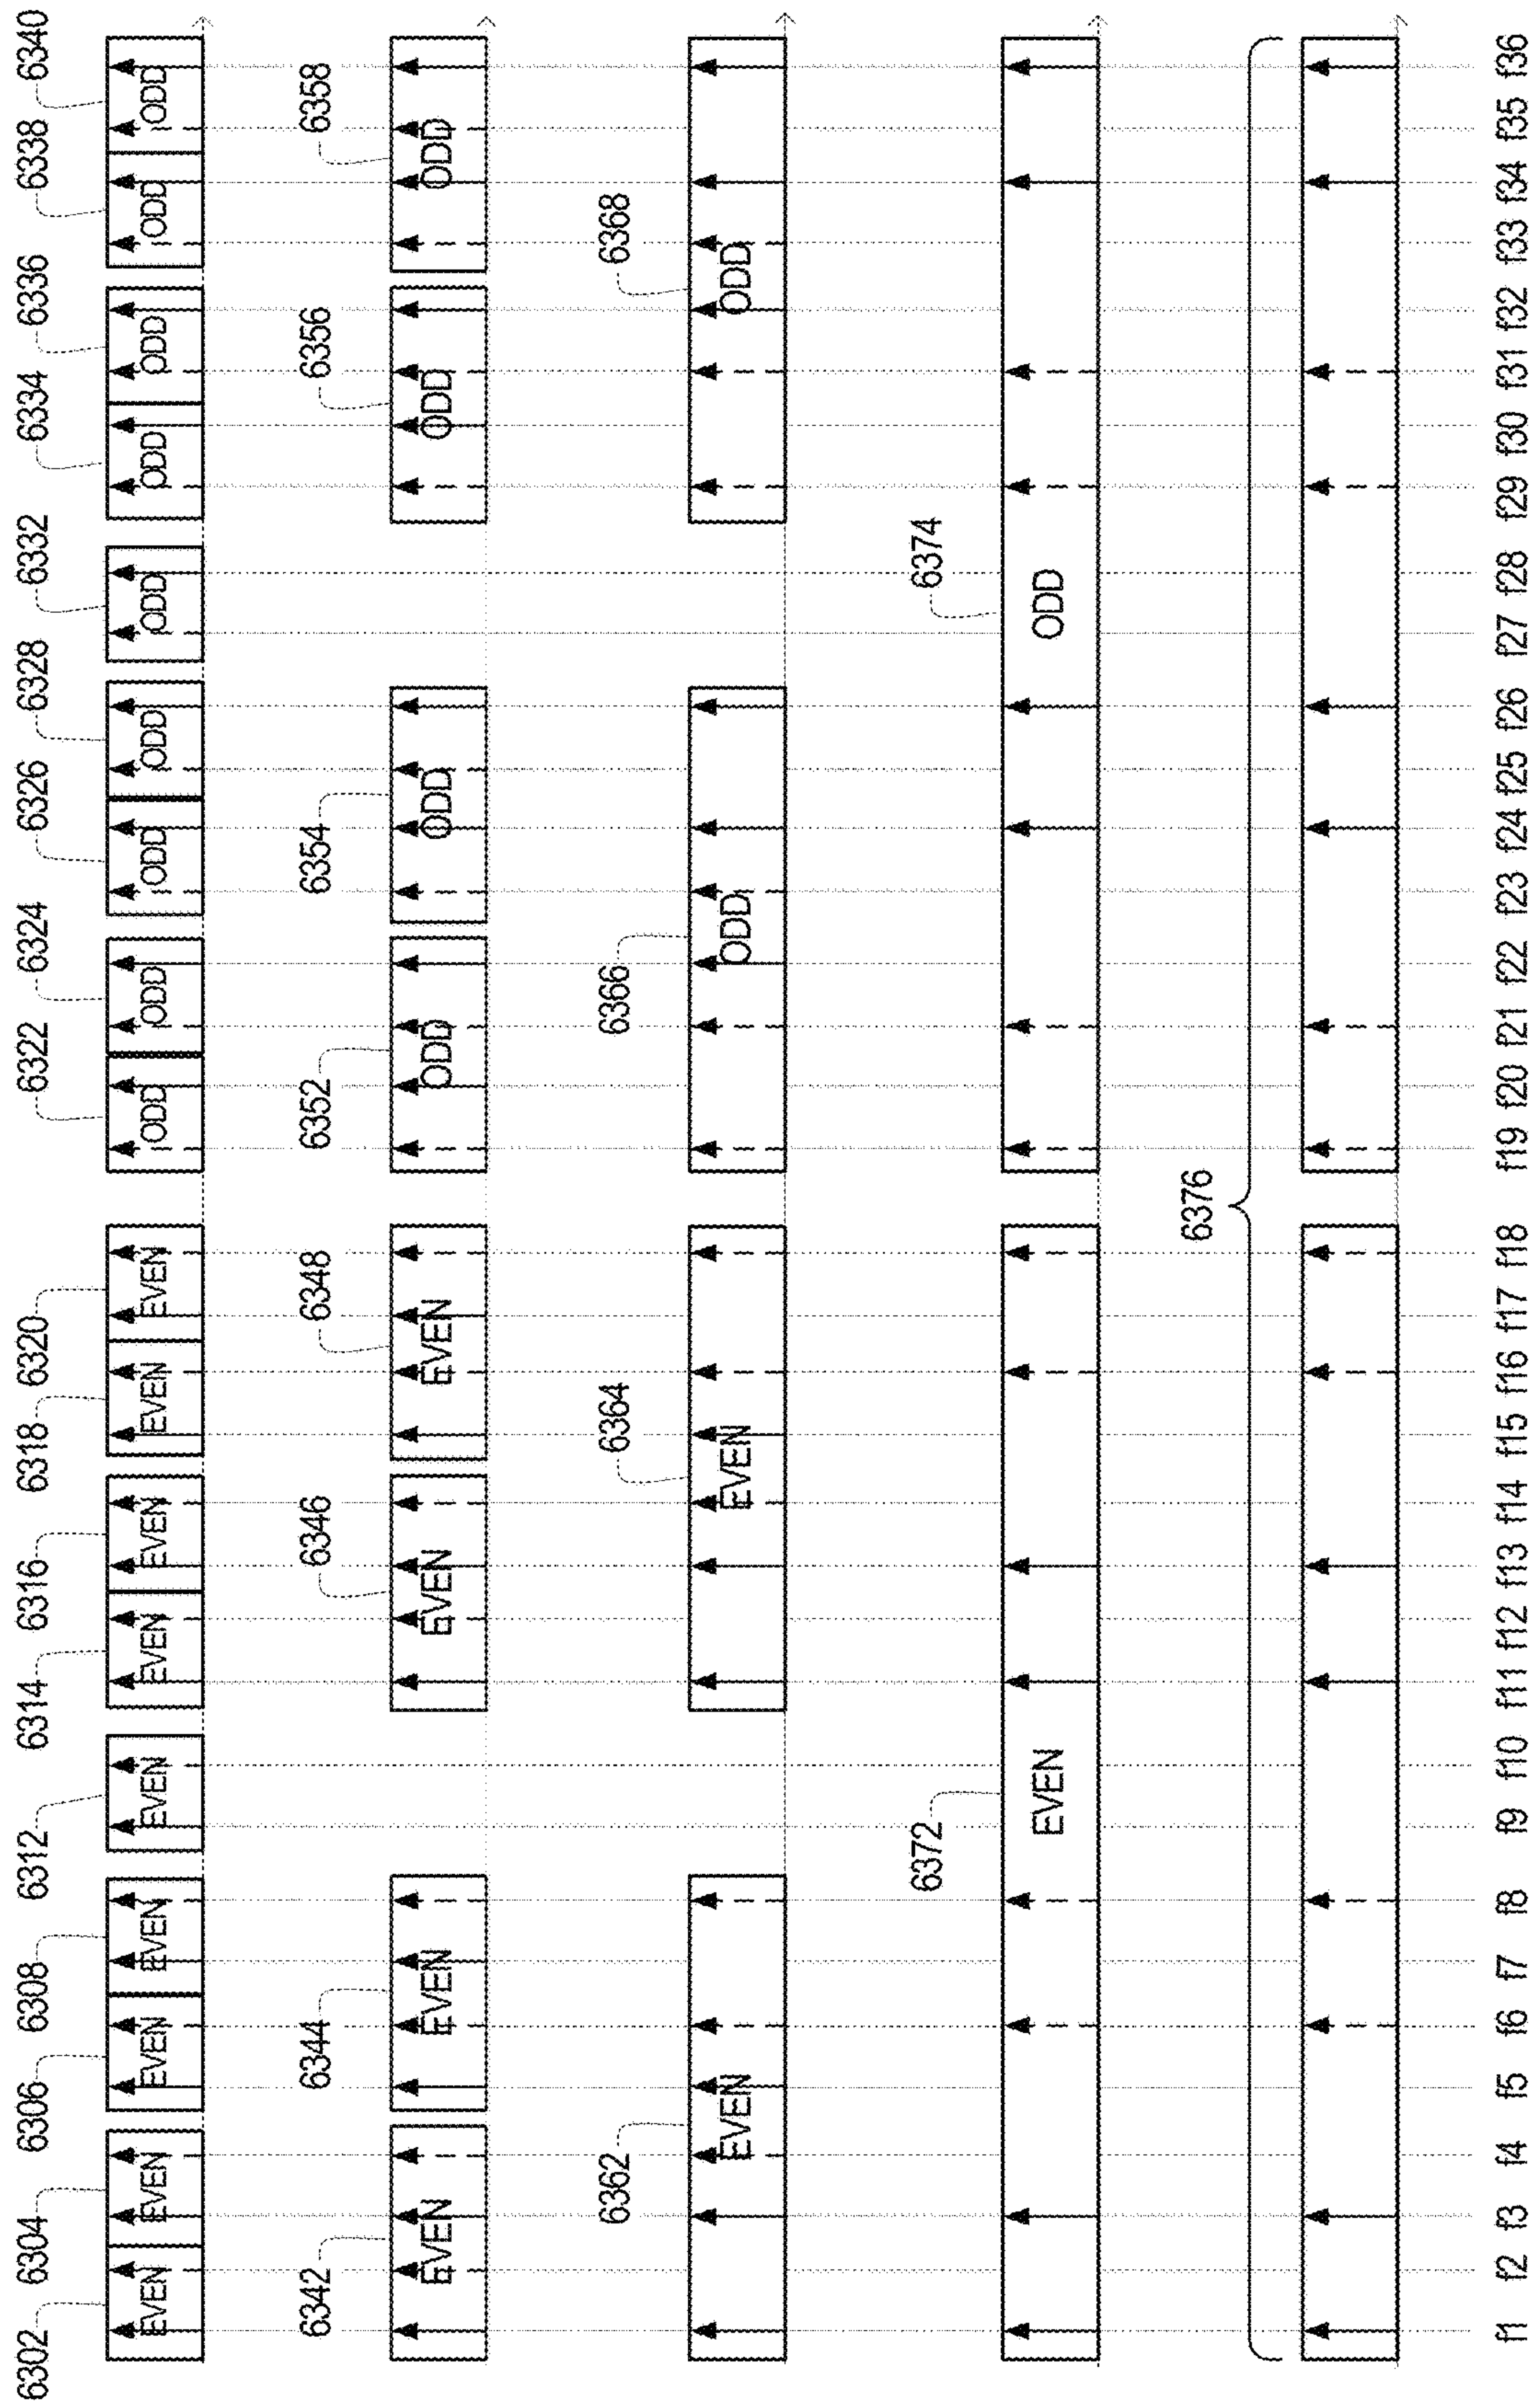 6302 6304 6306 6308 6312 6314 6316 6318 6320 6322 6324 6326 6328 6332 6334 6336 6338 6340
EVEN EVEN EVEN EVEN EVEN EVEN EVEN EVEN EVEN ODD ODD ODD ODD ODD ODD ODD ODD ODD
6342 6344 6346 6348 6352 6354 6356 6358
EVEN EVEN EVEN EVEN ODD ODD ODD ODD
6362 6364 6366 6368
EVEN EVEN ODD ODD
6372 6374
EVEN ODD
6376
f1 f2 f3 f4 f5 f6 f7 f8 f9 f10 f11 f12 f13 f14 f15 f16 f17 f18 f19 f20 f21 f22 f23 f24 f25 f26 f27 f28 f29 f30 f31 f32 f33 f34 f35 f36